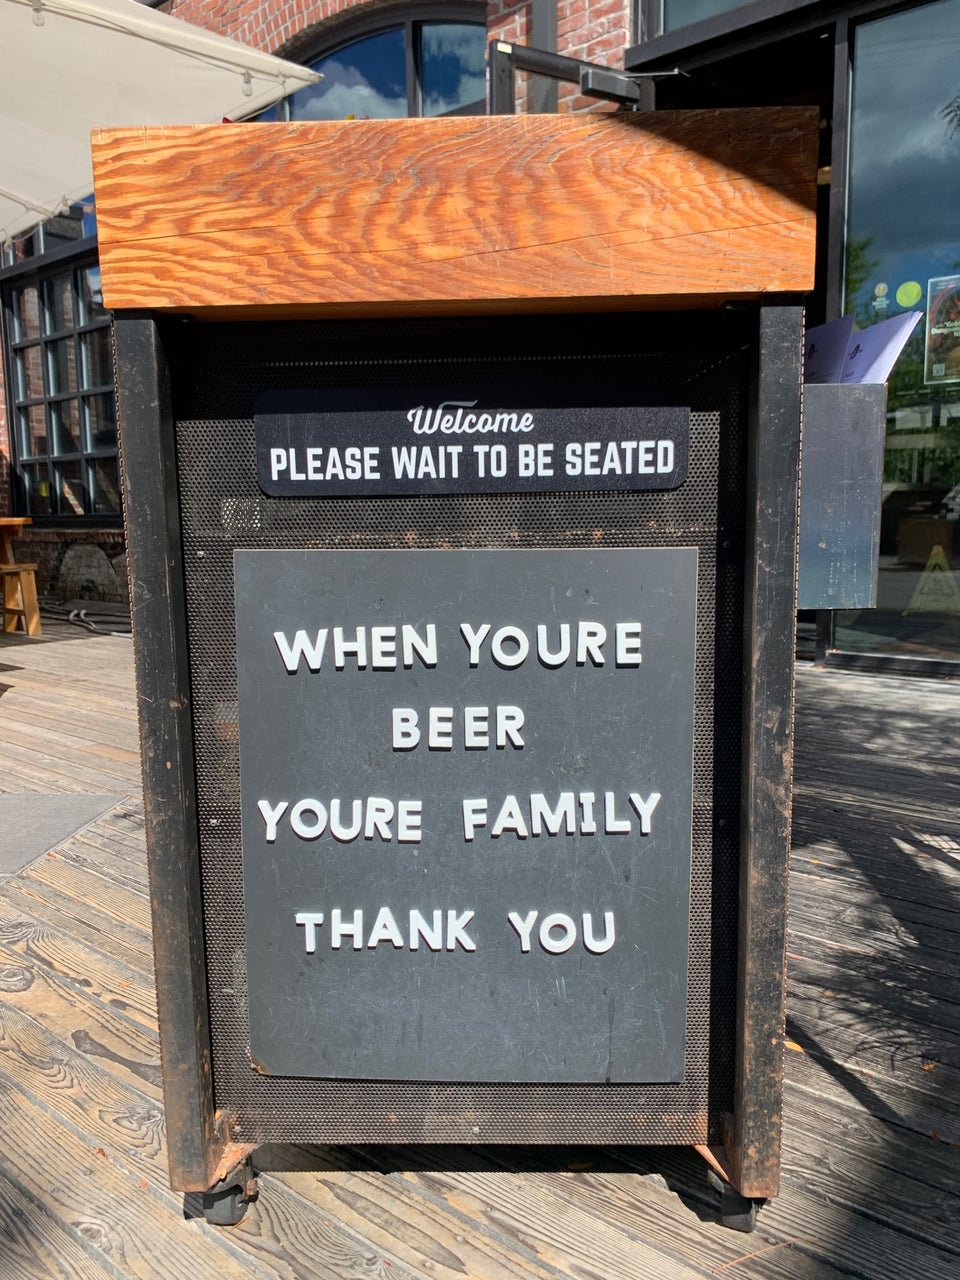 Welcome
PLEASE WAIT TO BE SEATED
WHEN YOURE
BEER
YOURE FAMILY
THANK YOU